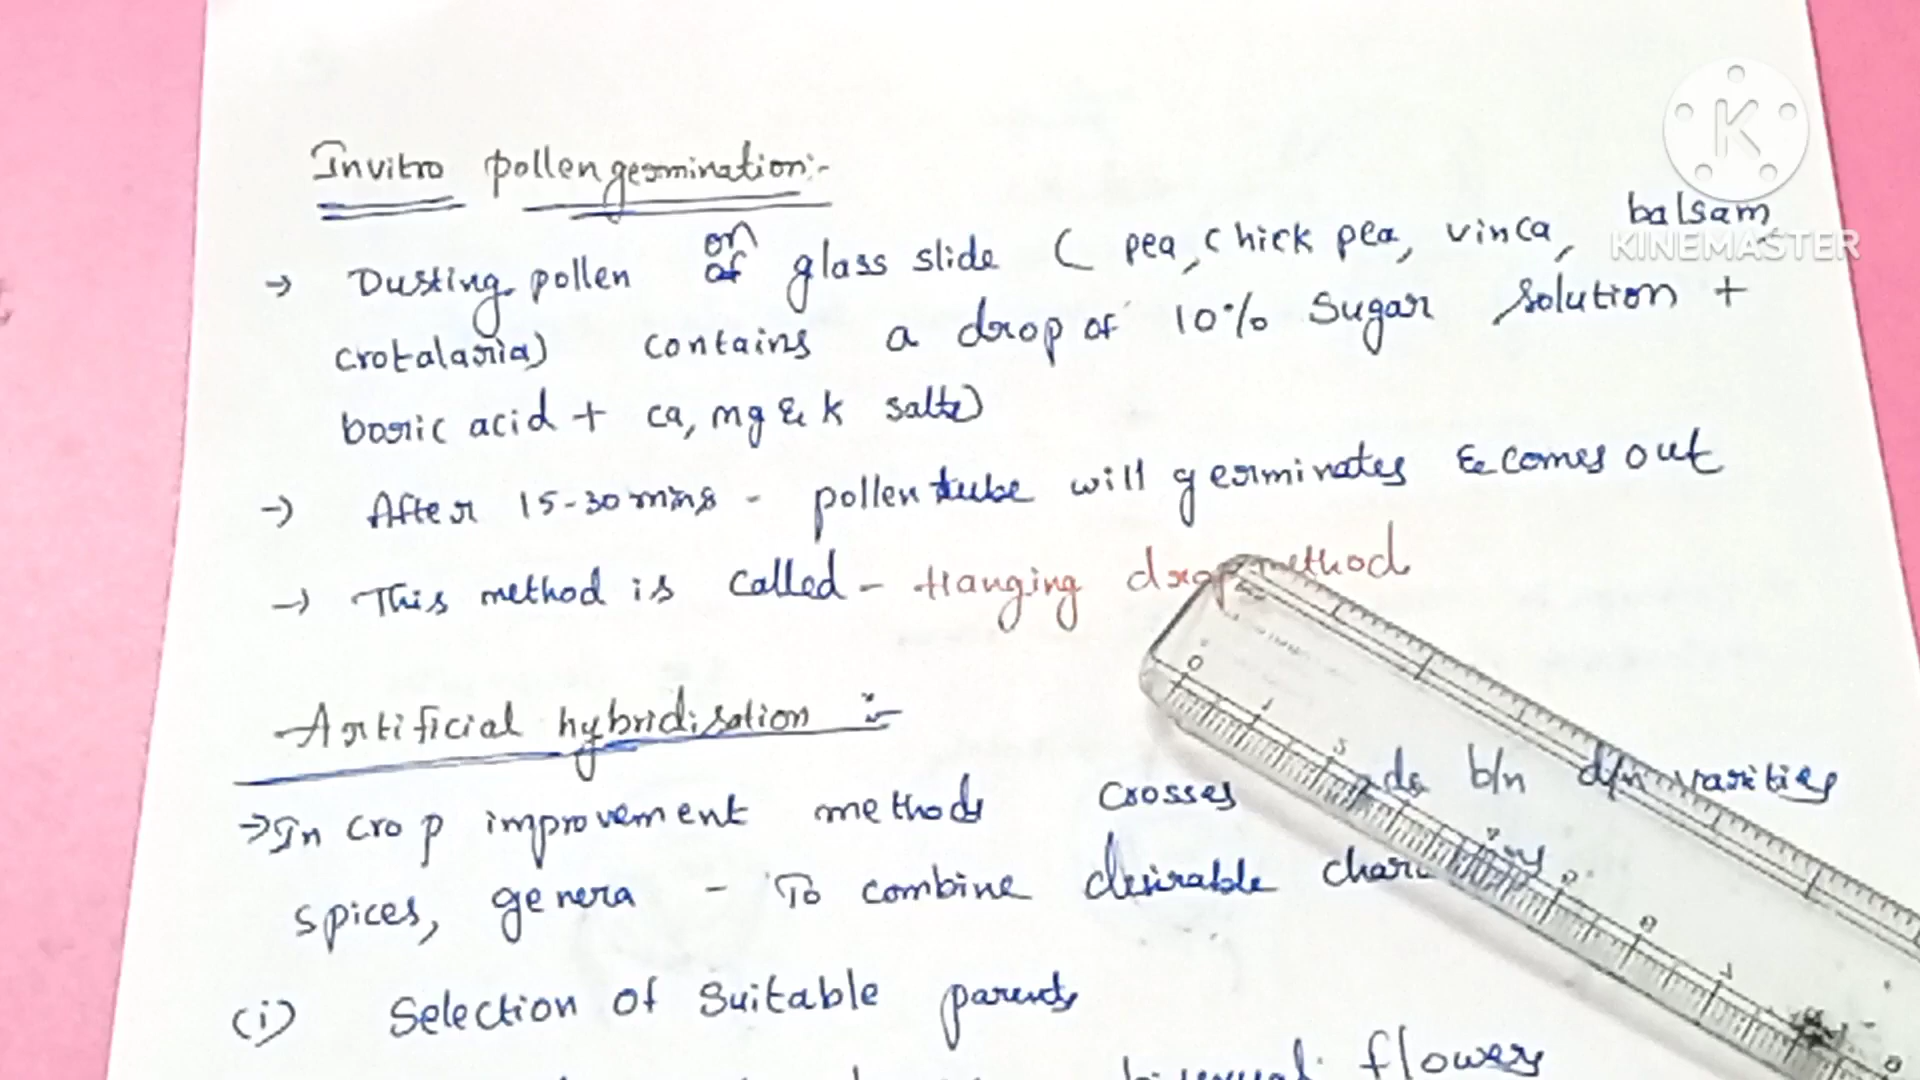 Invitro pollen germination:-
→ Dusting pollen on glass slide ( pea, chick pea, vinca, balsam
KINEMASTER
crotalaria) contains a drop of 10% sugar solution +
boric acid + ca, mg & k salts)
→ After 15-30 mins - pollen tube will germinates & comes out
→ This method is called - Hanging drop method
Artificial hybridisation :-
→ In crop improvement methods crosses b/n varities
spices, genera - To combine desirable
(i) Selection of suitable parents
flowers